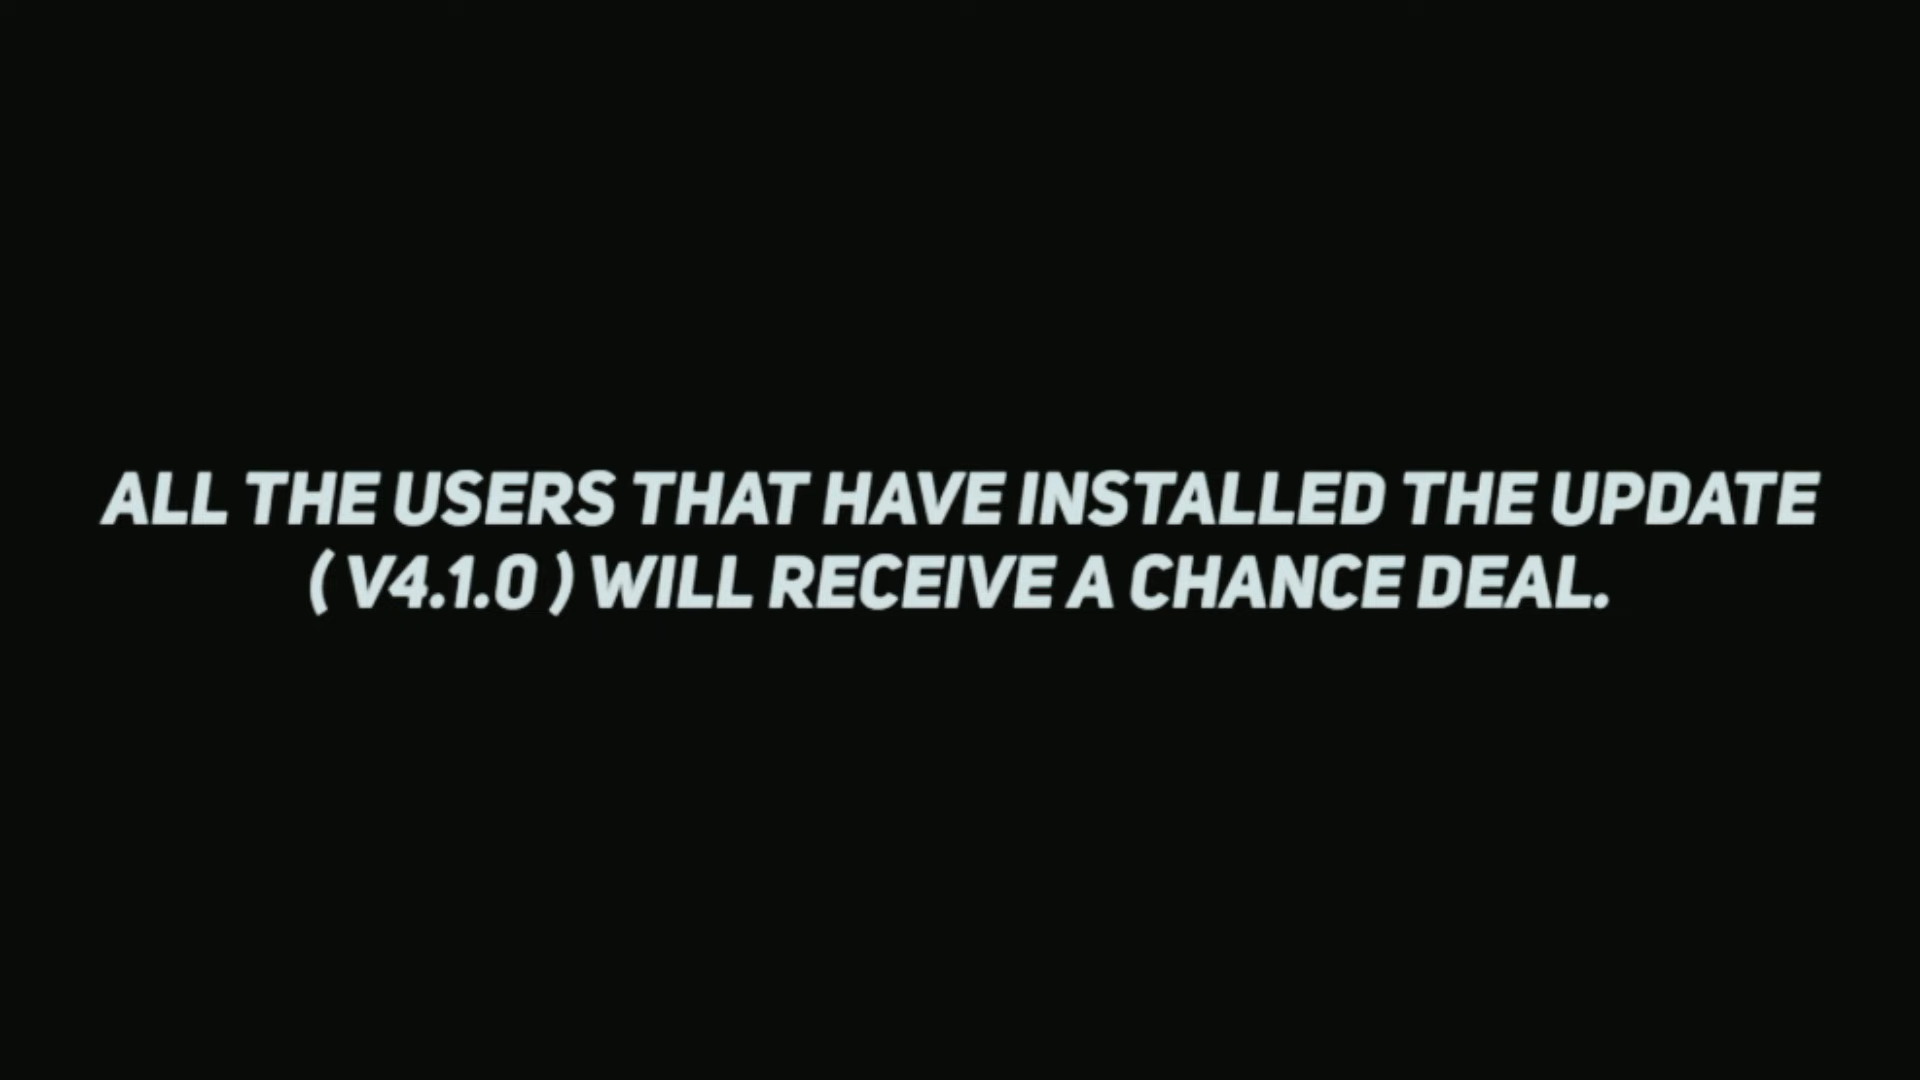 ALL THE USERS THAT HAVE INSTALLED THE UPDATE
( V4.1.0 ) WILL RECEIVE A CHANCE DEAL.